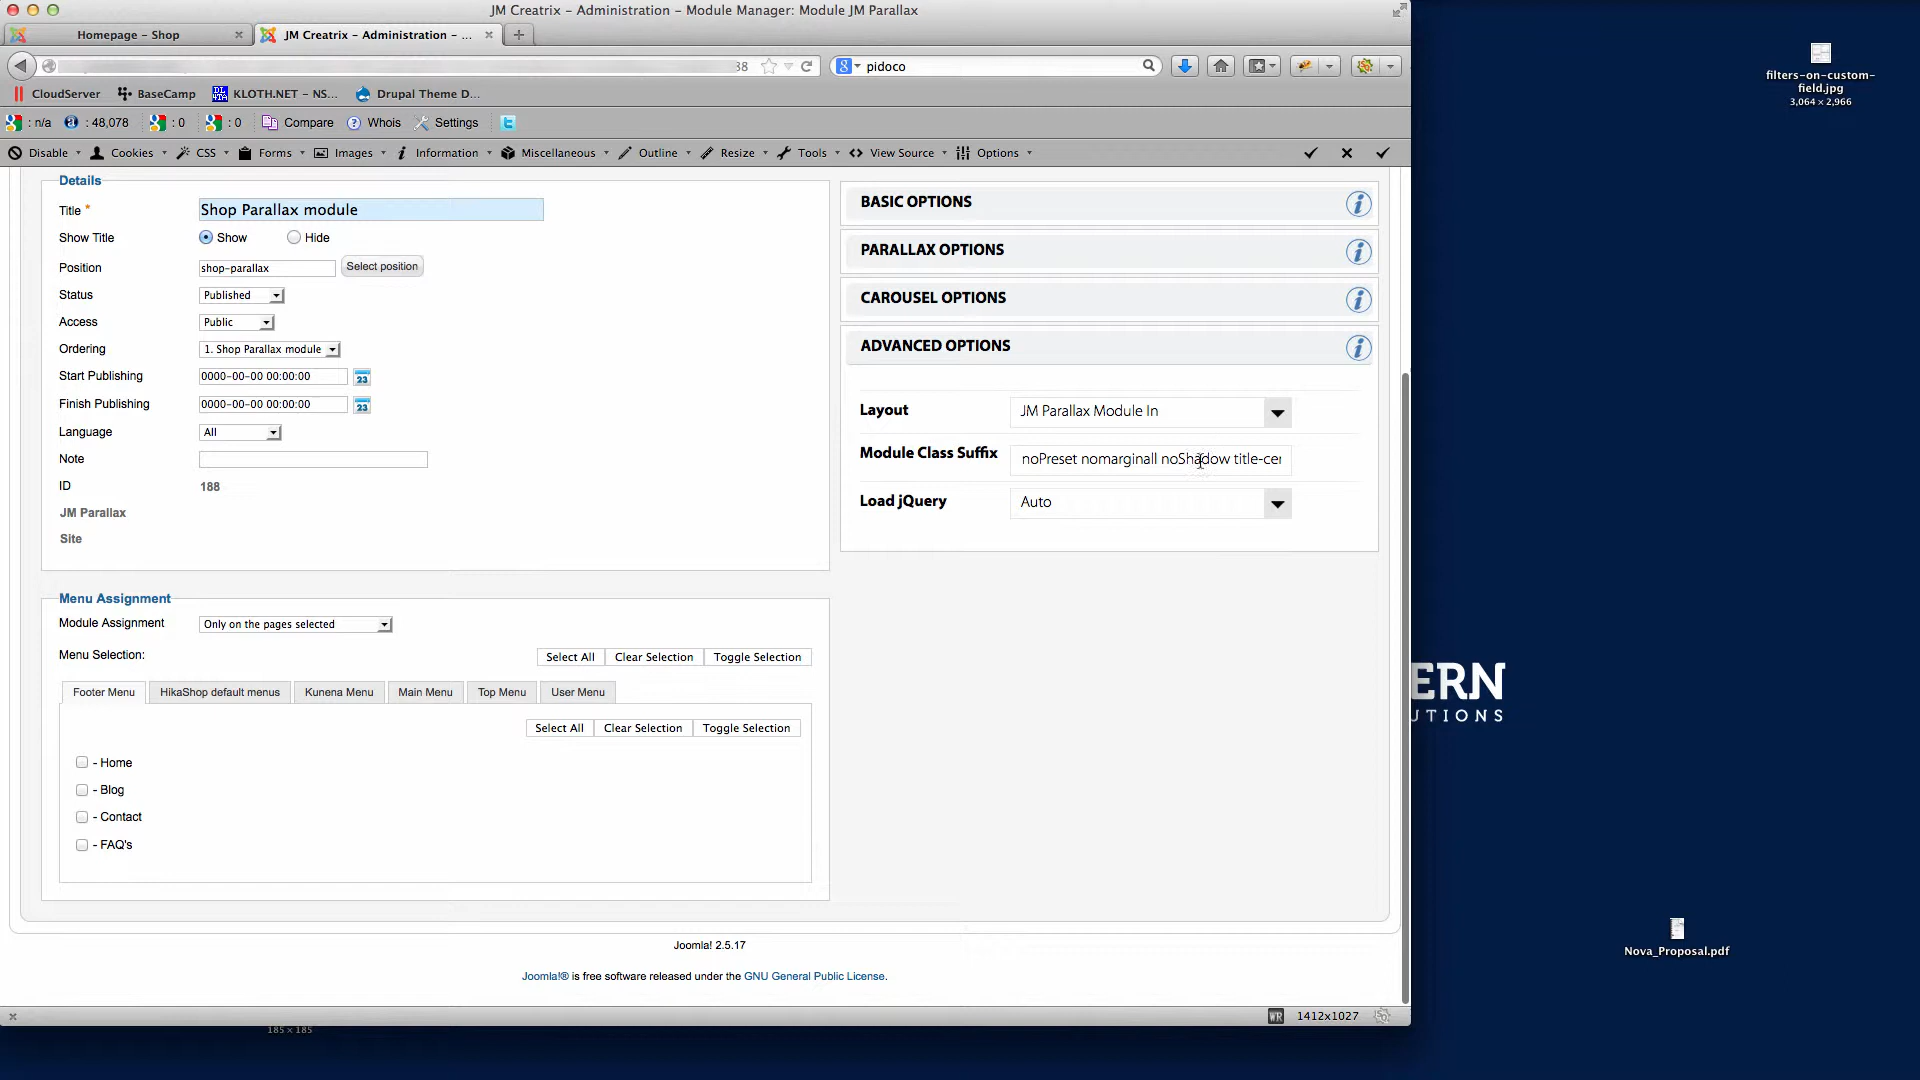 JM Creatrix – Administration – Module Manager: Module JM Parallax
Homepage – Shop
JM Creatrix – Administration – ...
38
pidoco
CloudServer
BaseCamp
KLOTH.NET – NS...
Drupal Theme D...
: n/a
: 48,078
: 0
: 0
Compare
Whois
Settings
Disable
Cookies
CSS
Forms
Images
Information
Miscellaneous
Outline
Resize
Tools
View Source
Options
Details
Title *
Shop Parallax module
Show Title
Show
Hide
Position
shop-parallax
Select position
Status
Published
Access
Public
Ordering
1. Shop Parallax module
Start Publishing
0000-00-00 00:00:00
23
Finish Publishing
0000-00-00 00:00:00
23
Language
All
Note
ID
188
JM Parallax
Site
Menu Assignment
Module Assignment
Only on the pages selected
Menu Selection:
Select All
Clear Selection
Toggle Selection
Footer Menu
HikaShop default menus
Kunena Menu
Main Menu
Top Menu
User Menu
Select All
Clear Selection
Toggle Selection
- Home
- Blog
- Contact
- FAQ's
BASIC OPTIONS
PARALLAX OPTIONS
CAROUSEL OPTIONS
ADVANCED OPTIONS
Layout
JM Parallax Module In
Module Class Suffix
noPreset nomarginall noShadow title-cer
Load jQuery
Auto
Joomla! 2.5.17
Joomla!® is free software released under the GNU General Public License.
WR
1412x1027
185 × 185
filters-on-custom-
field.jpg
3,064 × 2,966
ERN
UTIONS
Nova_Proposal.pdf